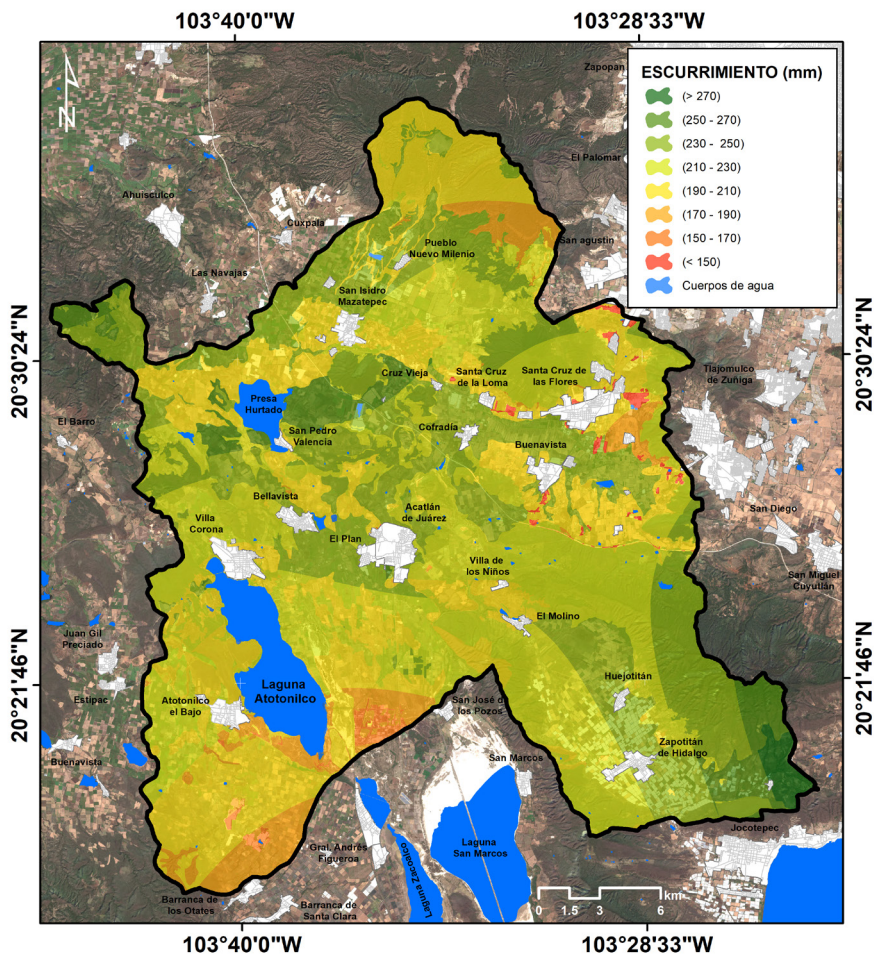 103°40'0"W
103°28'33"W
N
20°30'24"N
20°21'46"N
20°30'24"N
20°21'46"N
ESCURRIMIENTO (mm)
(> 270)
(250 - 270)
(230 - 250)
(210 - 230)
(190 - 210)
(170 - 190)
(150 - 170)
(< 150)
Cuerpos de agua
Zapopan
El Palomar
Ahuisculco
Cuxpala
San agustin
Pueblo
Nuevo Milenio
Las Navajas
San Isidro
Mazatepec
Cruz Vieja
Santa Cruz
de la Loma
Santa Cruz de
las Flores
Tlajomulco
de Zuñiga
Presa
Hurtado
El Barro
San Pedro
Valencia
Cofradía
Buenavista
Bellavista
Villa
Corona
Acatlán
de Juárez
El Plan
San Diego
Villa de
los Niños
San Miguel
Cuyutlán
El Molino
Juan Gil
Preciado
Huejotitán
Estipac
Laguna
Atotonilco
Atotonilco
el Bajo
San José d
los Pozos
Zapotitán
de Hidalgo
Buenavista
San Marcos
Jocotepec
Gral. Andrés
Figueroa
Laguna
San Marcos
Laguna Zacoalco
Barranca de
los Otates
Barranca de
Santa Clara
km
0 1.5 3 6
103°40'0"W
103°28'33"W